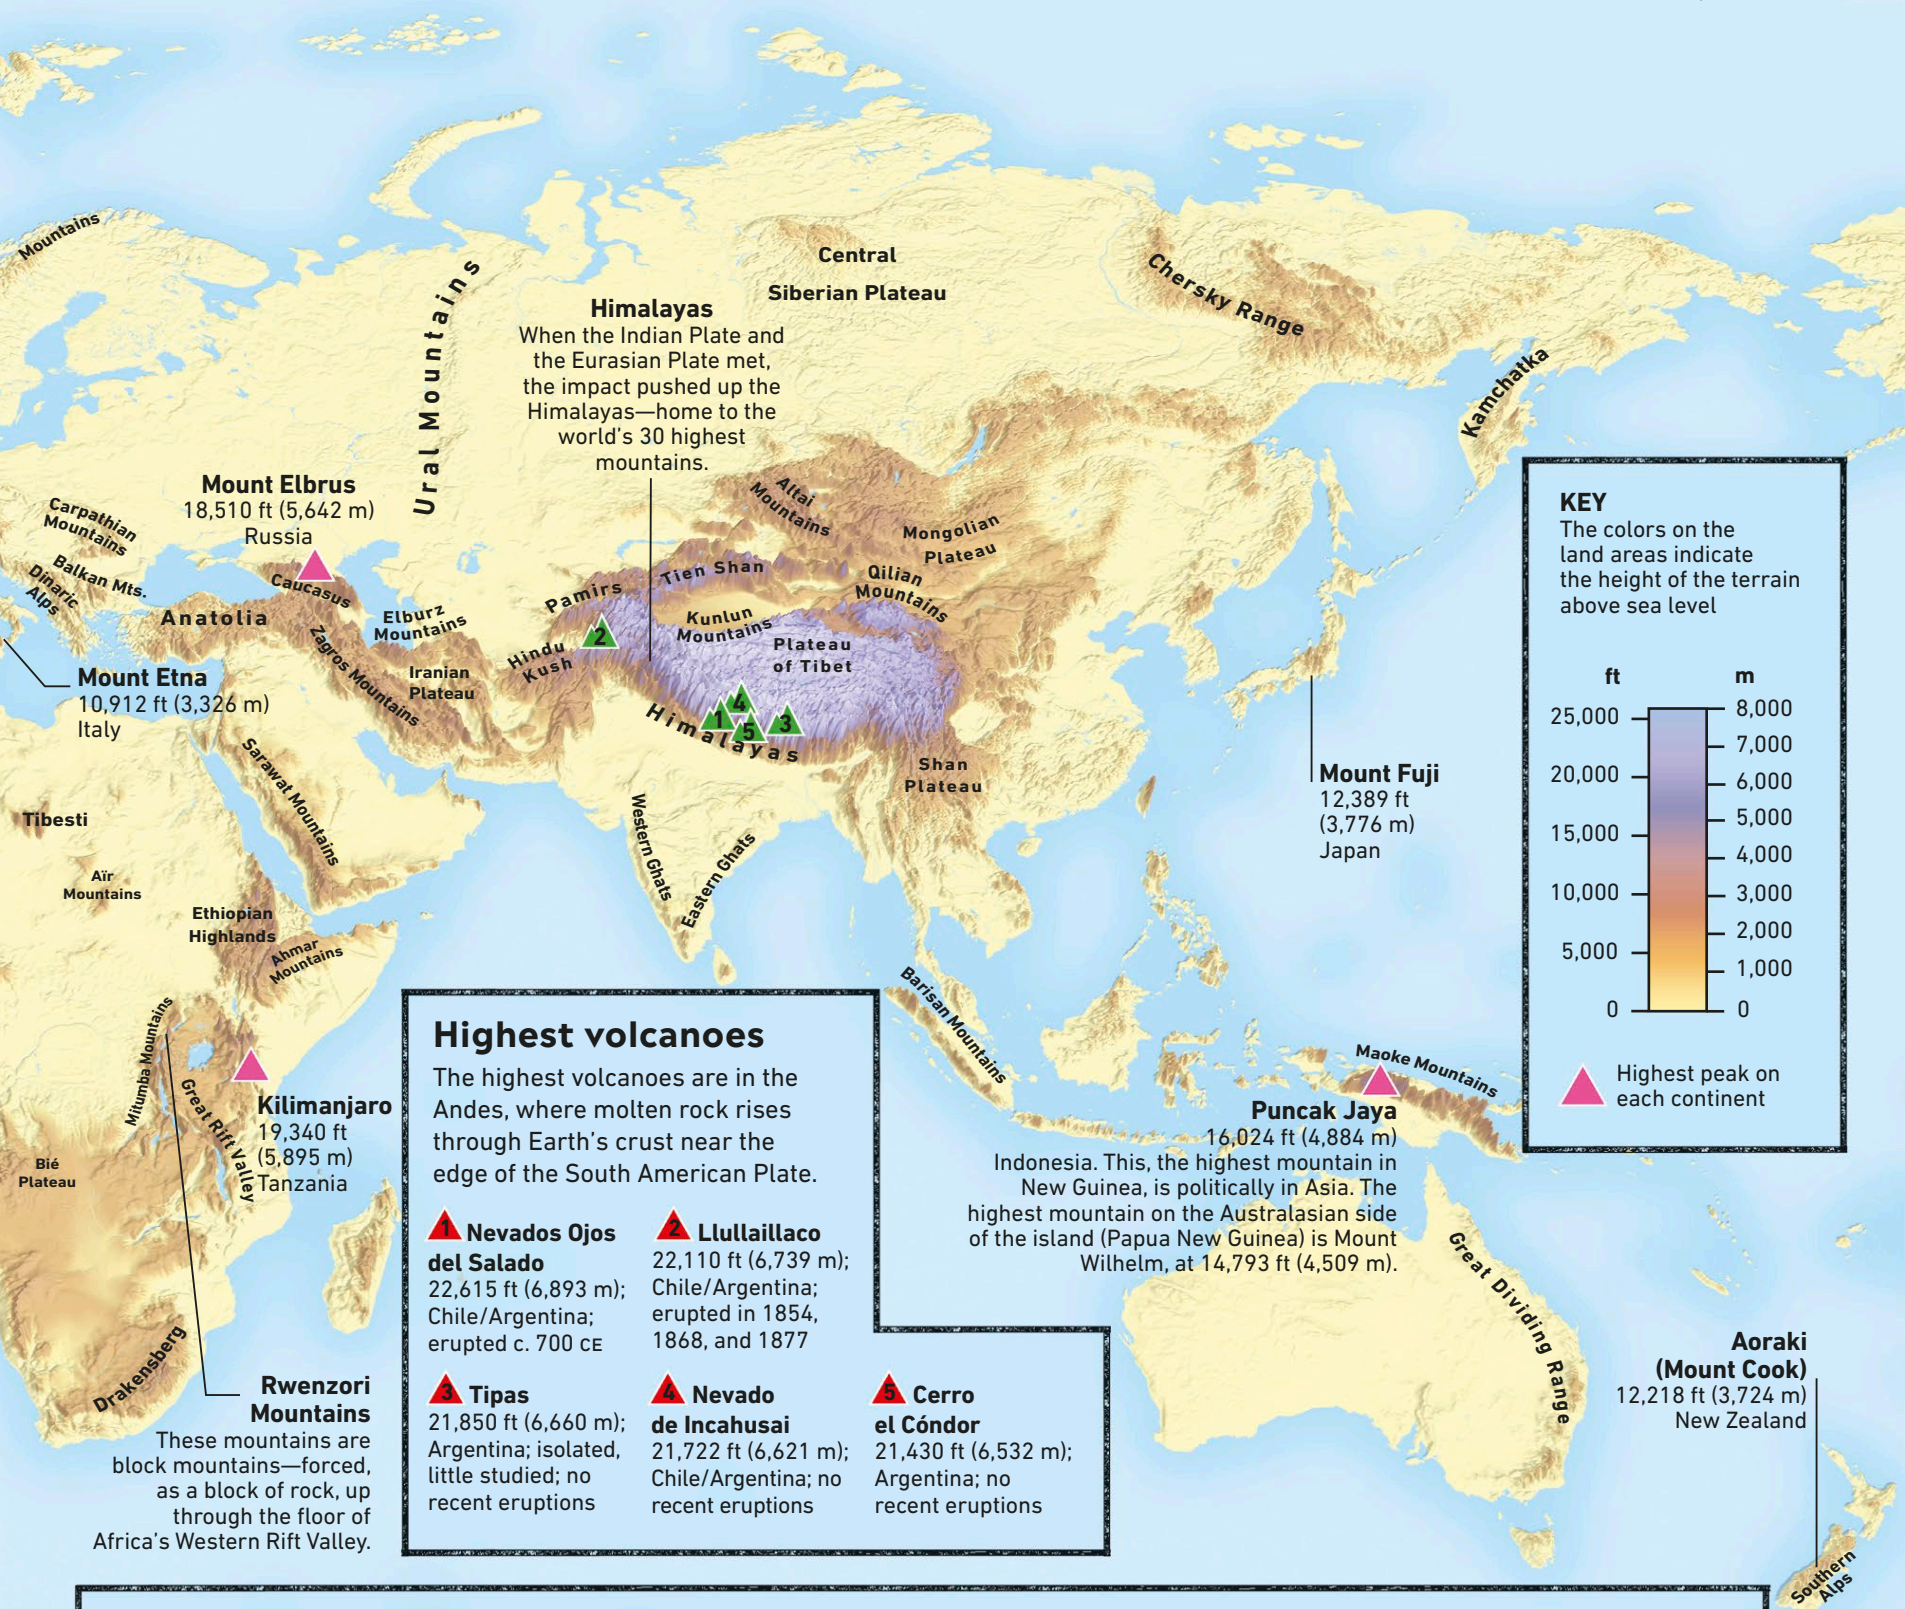 Mountains
Ural Mountains
Central
Siberian Plateau
Chersky Range
Kamchatka
Himalayas
When the Indian Plate and
the Eurasian Plate met,
the impact pushed up the
Himalayas—home to the
world's 30 highest
mountains.
Mount Elbrus
18,510 ft (5,642 m)
Russia
Carpathian
Mountains
Balkan Mts.
Dinaric
Alps
Caucasus
Anatolia
Elburz
Mountains
Zagros Mountains
Iranian
Plateau
Hindu
Kush
Pamirs
Tien Shan
Altai
Mountains
Mongolian
Plateau
Qilian
Mountains
Kunlun
Mountains
Plateau
of Tibet
2
4
1
5
3
Himalayas
Shan
Plateau
Mount Etna
10,912 ft (3,326 m)
Italy
Sarawat Mountains
Tibesti
Aïr
Mountains
Ethiopian
Highlands
Ahmar
Mountains
Western Ghats
Eastern Ghats
Mount Fuji
12,389 ft
(3,776 m)
Japan
KEY
The colors on the
land areas indicate
the height of the terrain
above sea level
ft
m
25,000
20,000
15,000
10,000
5,000
0
8,000
7,000
6,000
5,000
4,000
3,000
2,000
1,000
0
Highest peak on
each continent
Barisan Mountains
Maoke Mountains
Puncak Jaya
16,024 ft (4,884 m)
Indonesia. This, the highest mountain in
New Guinea, is politically in Asia. The
highest mountain on the Australasian side
of the island (Papua New Guinea) is Mount
Wilhelm, at 14,793 ft (4,509 m).
Mitumba Mountains
Great Rift Valley
Kilimanjaro
19,340 ft
(5,895 m)
Tanzania
Bié
Plateau
Drakensberg
Rwenzori
Mountains
These mountains are
block mountains—forced,
as a block of rock, up
through the floor of
Africa's Western Rift Valley.
Highest volcanoes
The highest volcanoes are in the
Andes, where molten rock rises
through Earth's crust near the
edge of the South American Plate.
1 Nevados Ojos
del Salado
22,615 ft (6,893 m);
Chile/Argentina;
erupted c. 700 CE
2 Llullaillaco
22,110 ft (6,739 m);
Chile/Argentina;
erupted in 1854,
1868, and 1877
3 Tipas
21,850 ft (6,660 m);
Argentina; isolated,
little studied; no
recent eruptions
4 Nevado
de Incahusai
21,722 ft (6,621 m);
Chile/Argentina; no
recent eruptions
5 Cerro
el Cóndor
21,430 ft (6,532 m);
Argentina; no
recent eruptions
Great Dividing Range
Aoraki
(Mount Cook)
12,218 ft (3,724 m)
New Zealand
Southern
Alps